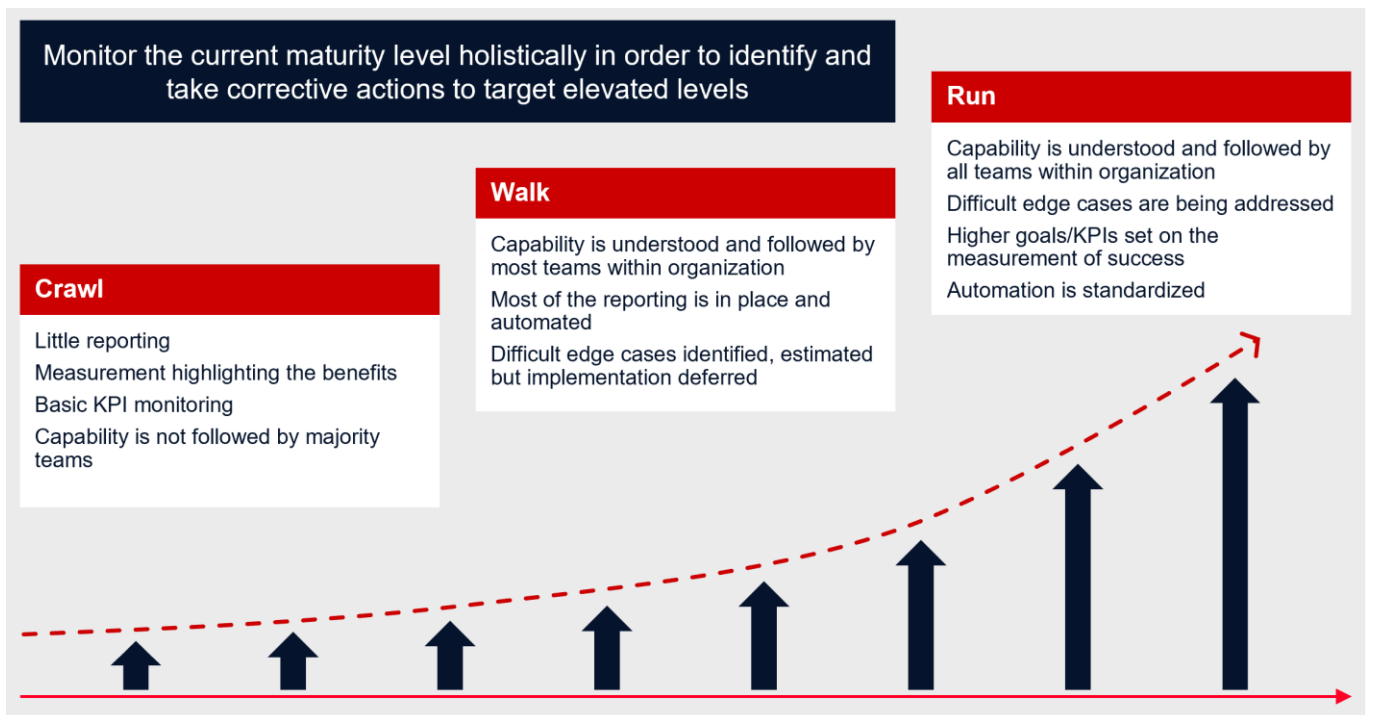 Monitor the current maturity level holistically in order to identify and
take corrective actions to target elevated levels
Crawl
Little reporting
Measurement highlighting the benefits
Basic KPI monitoring
Capability is not followed by majority
teams
Walk
Capability is understood and followed by
most teams within organization
Most of the reporting is in place and
automated
Difficult edge cases identified, estimated
but implementation deferred
Run
Capability is understood and followed by
all teams within organization
Difficult edge cases are being addressed
Higher goals/KPIs set on the
measurement of success
Automation is standardized